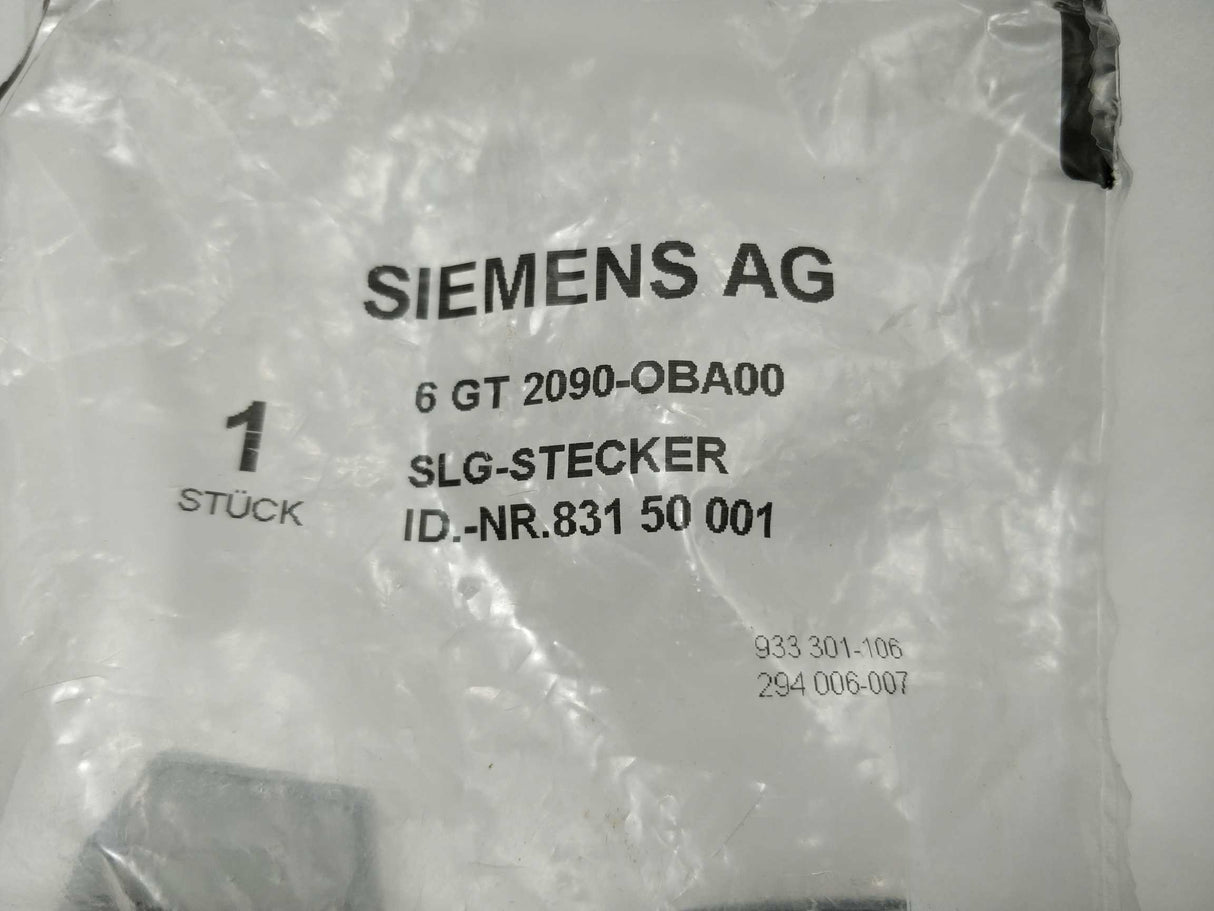 SIEMENS AG
6 GT 2090-OBA00
1
STÜCK
SLG-STECKER
ID.-NR.831 50 001
933 301-106
294 006-007